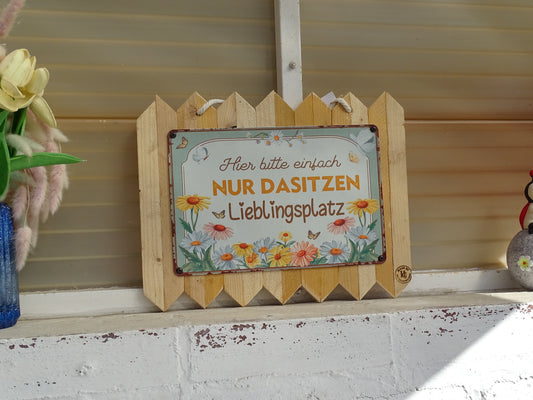 Hier bitte einfach
NUR DASITZEN
Lieblingsplatz